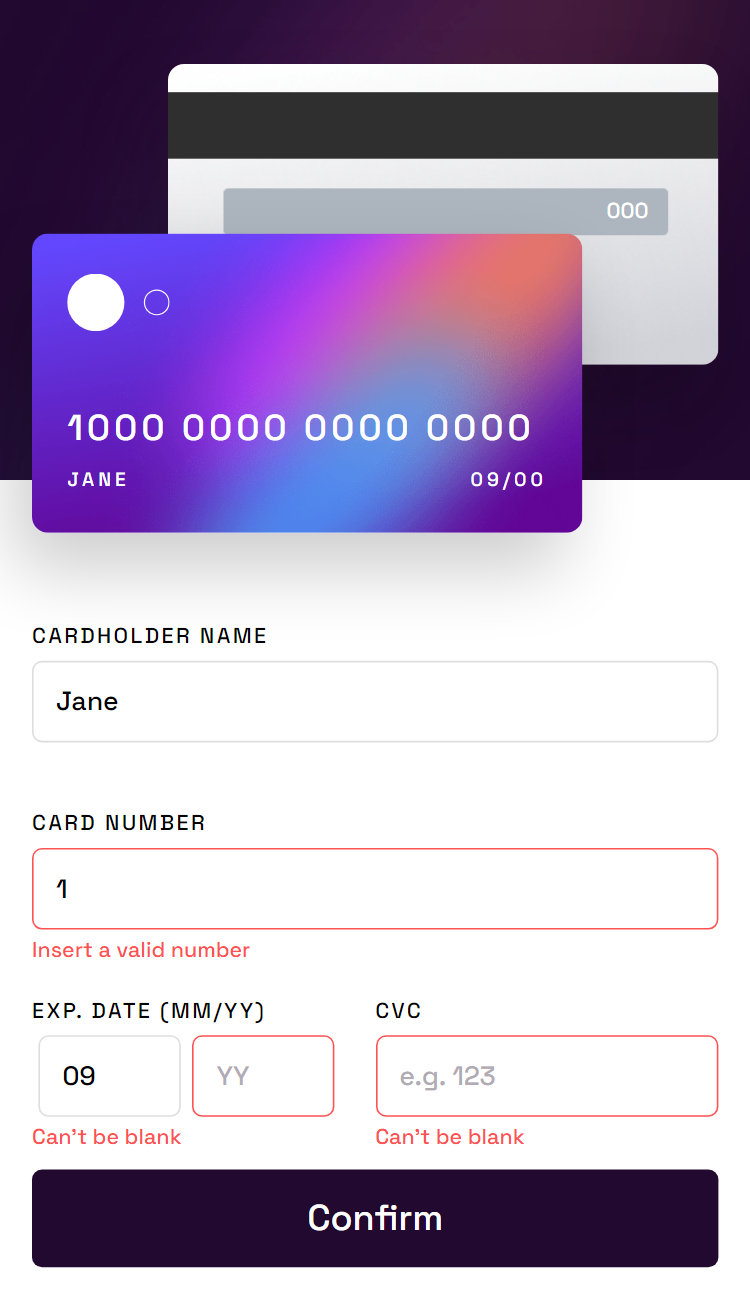 000
1000 0000 0000 0000
JANE 09/00
CARDHOLDER NAME
Jane
CARD NUMBER
1
Insert a valid number
EXP. DATE (MM/YY) CVC
09 YY e.g. 123
Can't be blank Can't be blank
Confirm